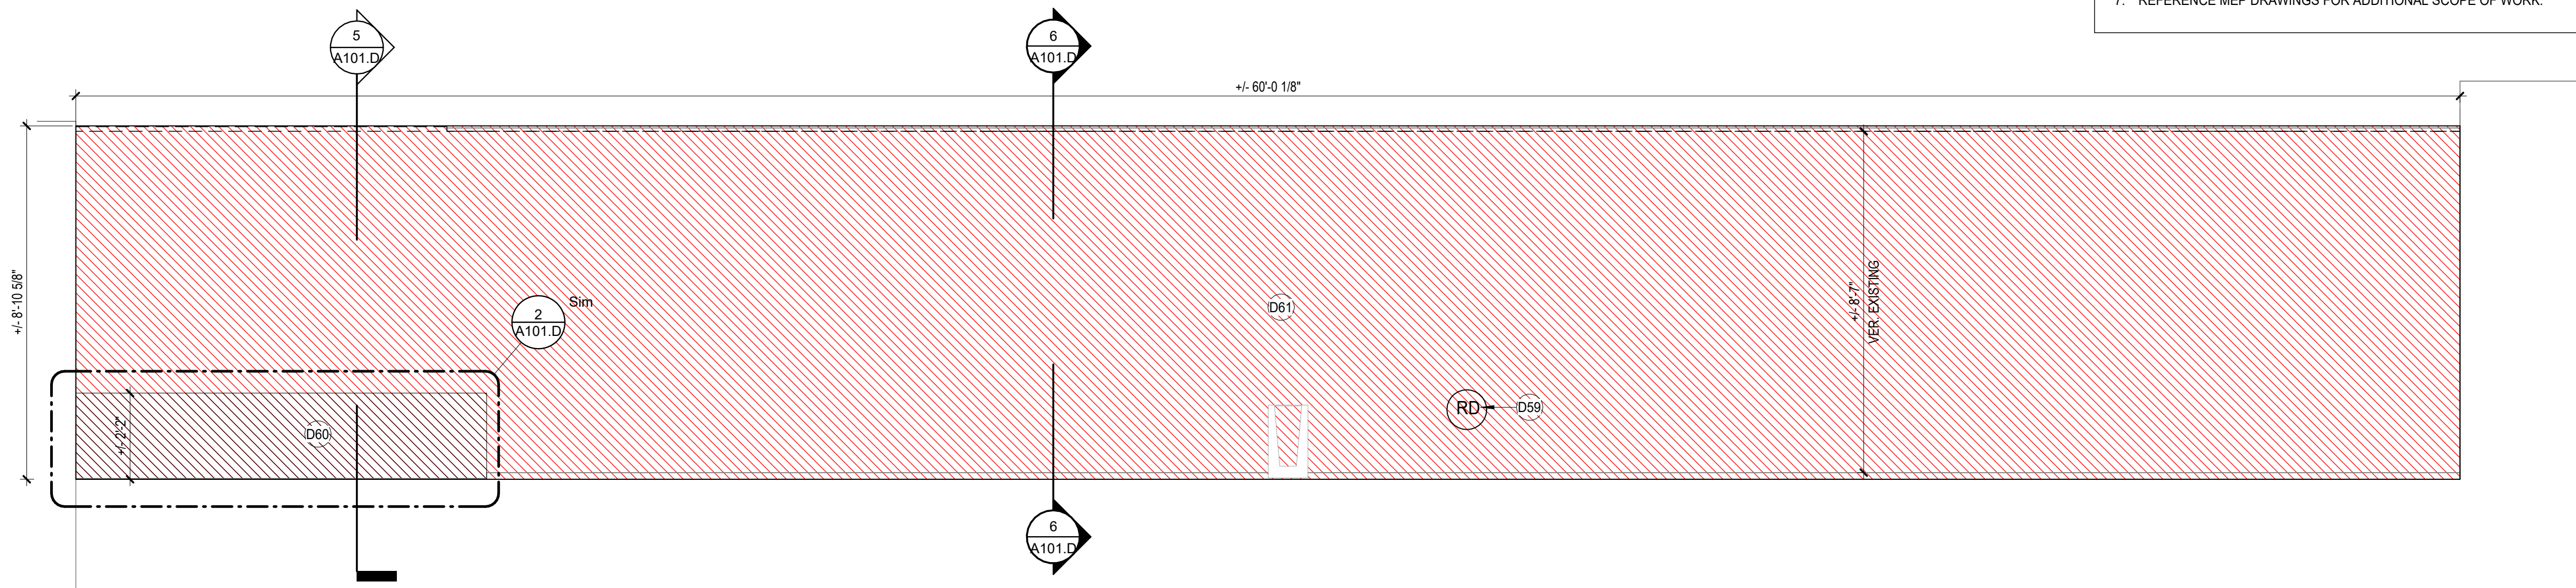 7. REFERENCE MEP DRAWINGS FOR ADDITIONAL SCOPE OF WORK.
5
A101.D
6
A101.D
+/- 60'-0 1/8"
+/- 8'-10 5/8"
2
A101.D
Sim
D61
+/- 8'-7"
VER. EXISTING
RD
D59
+/- 2'-2"
D60
6
A101.D